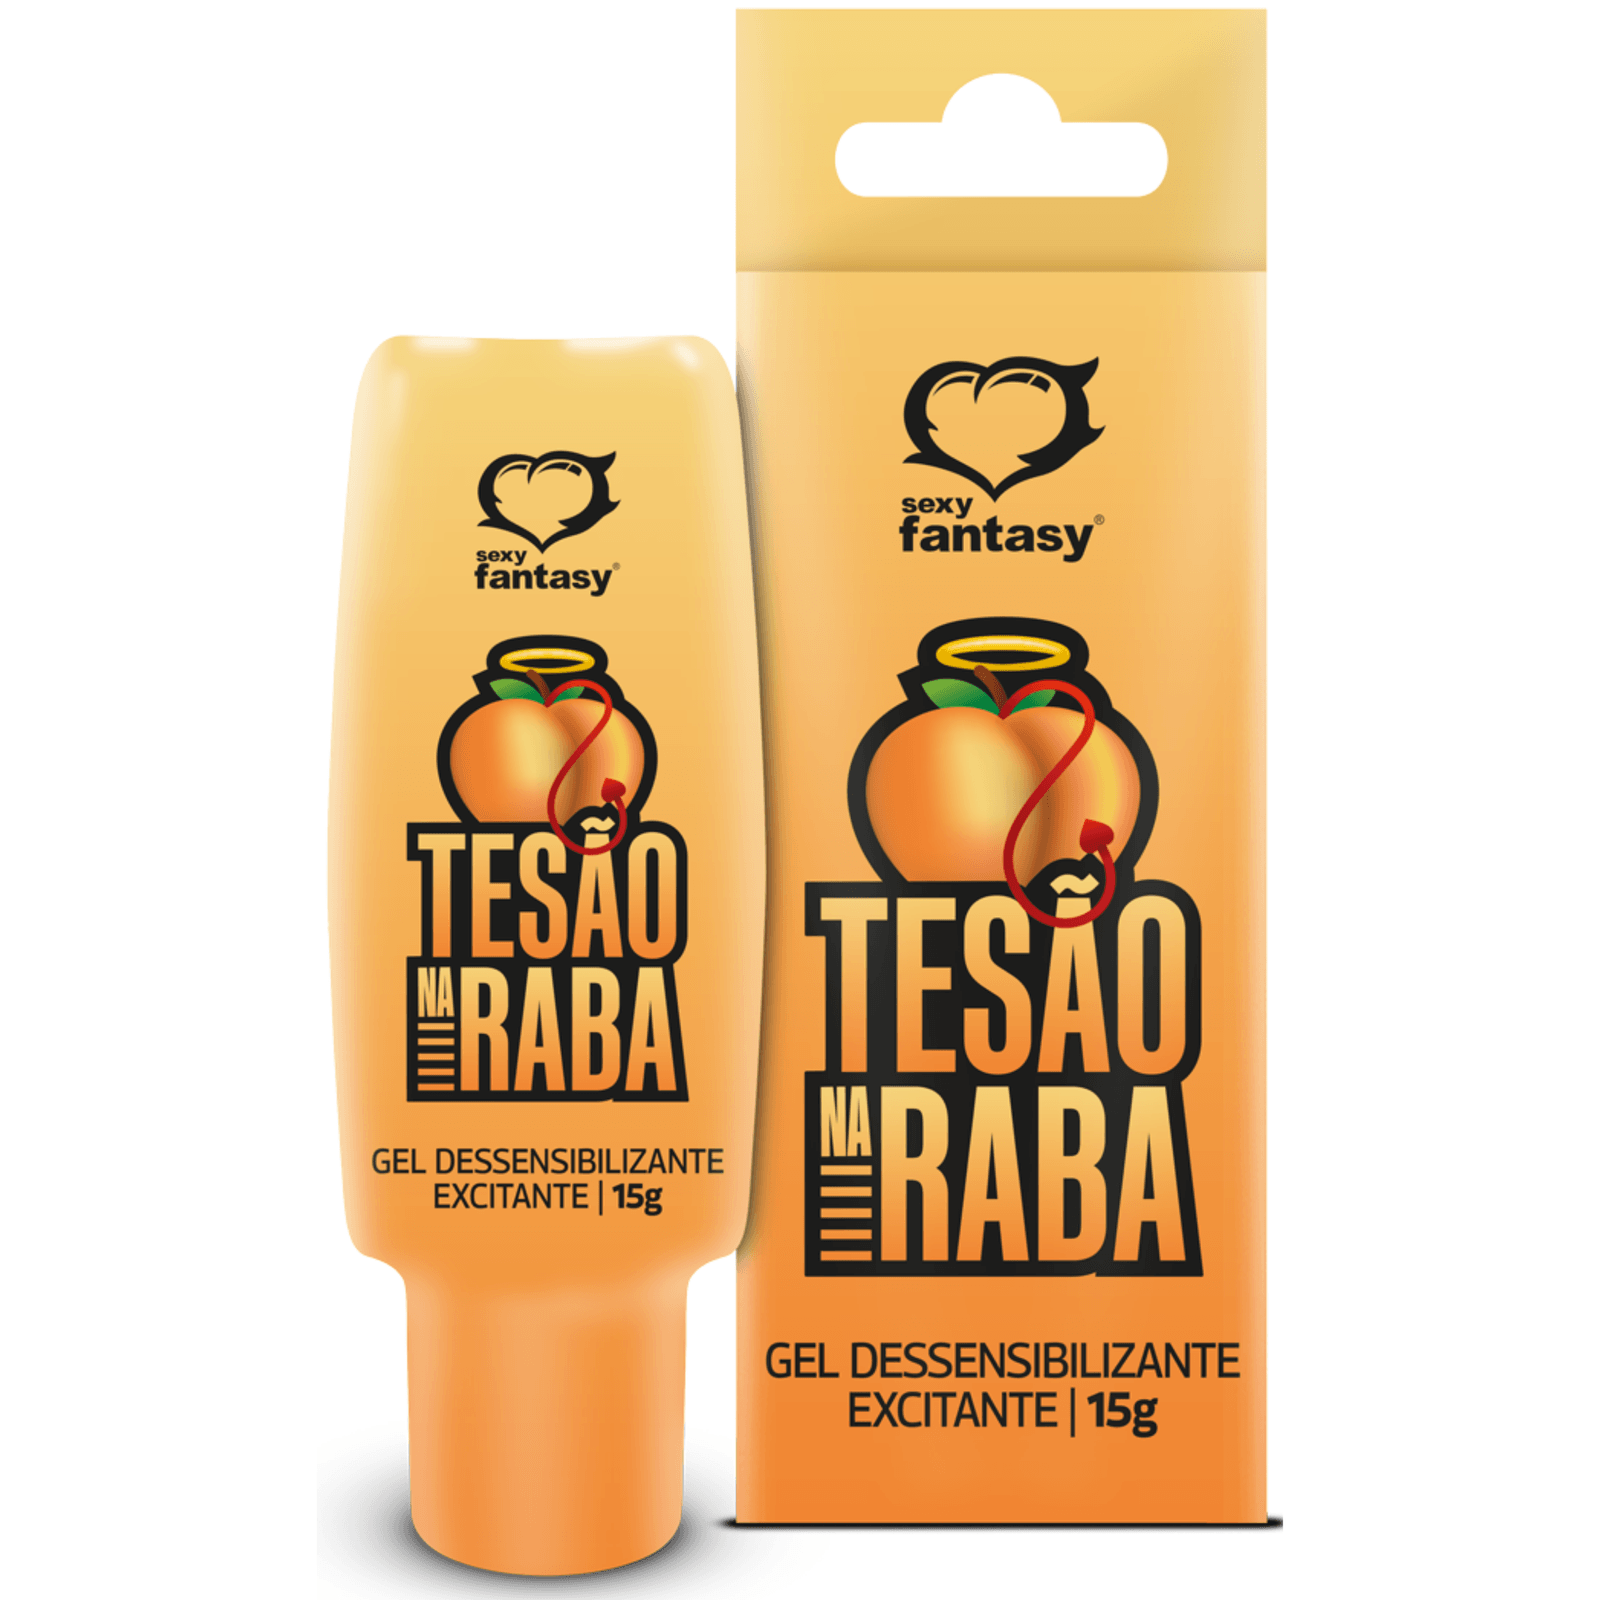 sexy
fantasy®
TESÃO
NA RABA
GEL DESSENSIBILIZANTE
EXCITANTE | 15g
sexy
fantasy®
TESÃO
NA RABA
GEL DESSENSIBILIZANTE
EXCITANTE | 15g